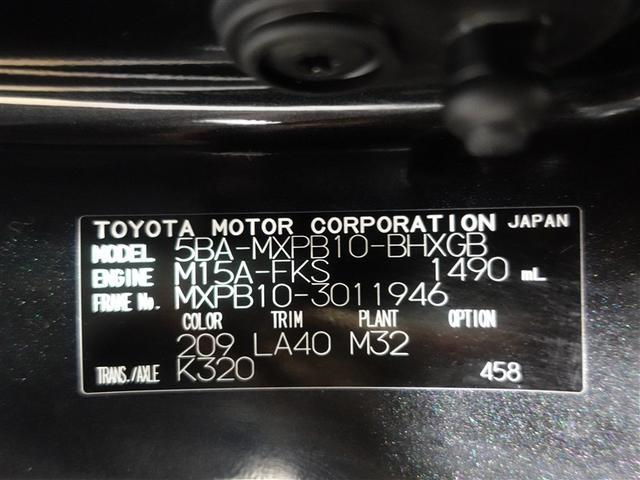 TOYOTA MOTOR CORPORATION JAPAN
MODEL 5BA-MXPB10-BHXGB
ENGINE M15A-FKS 1490 mL
FRAME No. MXPB10-3011946
COLOR TRIM PLANT OPTION
209 LA40 M32
TRANS./AXLE K320 458